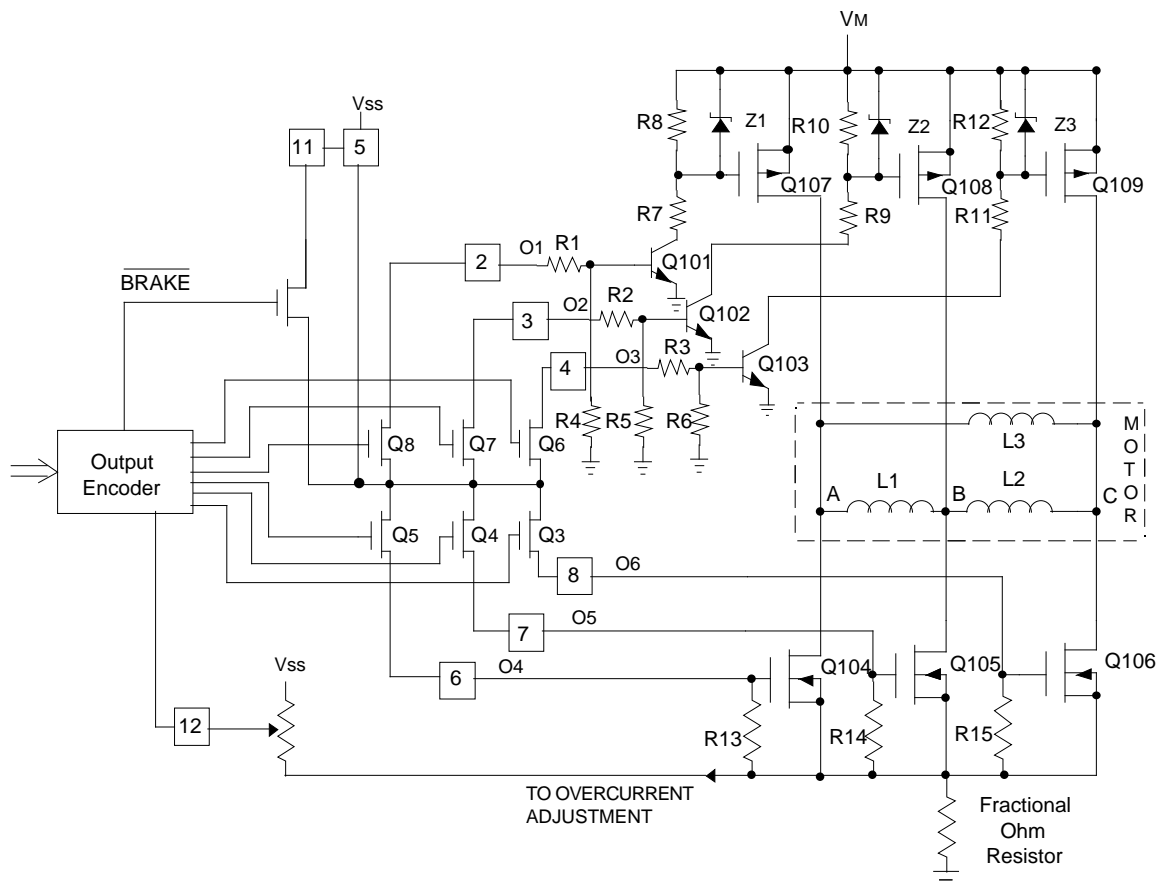 VM
Vss
R8
Z1
R10
Z2
R12
Z3
11
5
Q107
Q108
Q109
R7
R9
R11
2
O1
R1
Q101
BRAKE
3
O2
R2
Q102
4
O3
R3
Q103
R4
R5
R6
Q8
Q7
Q6
Output
Encoder
L3
MOTOR
A
L1
B
L2
C
Q5
Q4
Q3
8
O6
7
O5
6
O4
Q104
Q105
Q106
Vss
12
R13
R14
R15
TO OVERCURRENT
ADJUSTMENT
Fractional
Ohm
Resistor